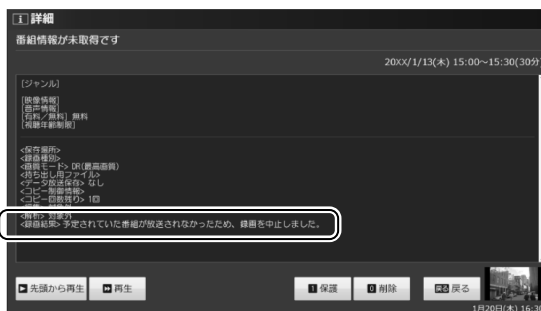 i 詳細
番組情報が未取得です
20XX/1/13(木) 15:00~15:30(30分)
[ジャンル]
[映像情報]
[音声情報]
[有料/無料] 無料
[視聴年齢制限]
<保存場所>
<録画種別>
<画質モード> DR(最高画質)
<持ち出し用ファイル>
<データ放送保存> なし
<コピー制御情報>
<コピー回数残り> 1回
<解析> 対象外
<録画結果> 予定されていた番組が放送されなかったため、録画を中止しました。
先頭から再生
再生
1 保護
0 削除
戻る 戻る
1月20日(木) 16:30